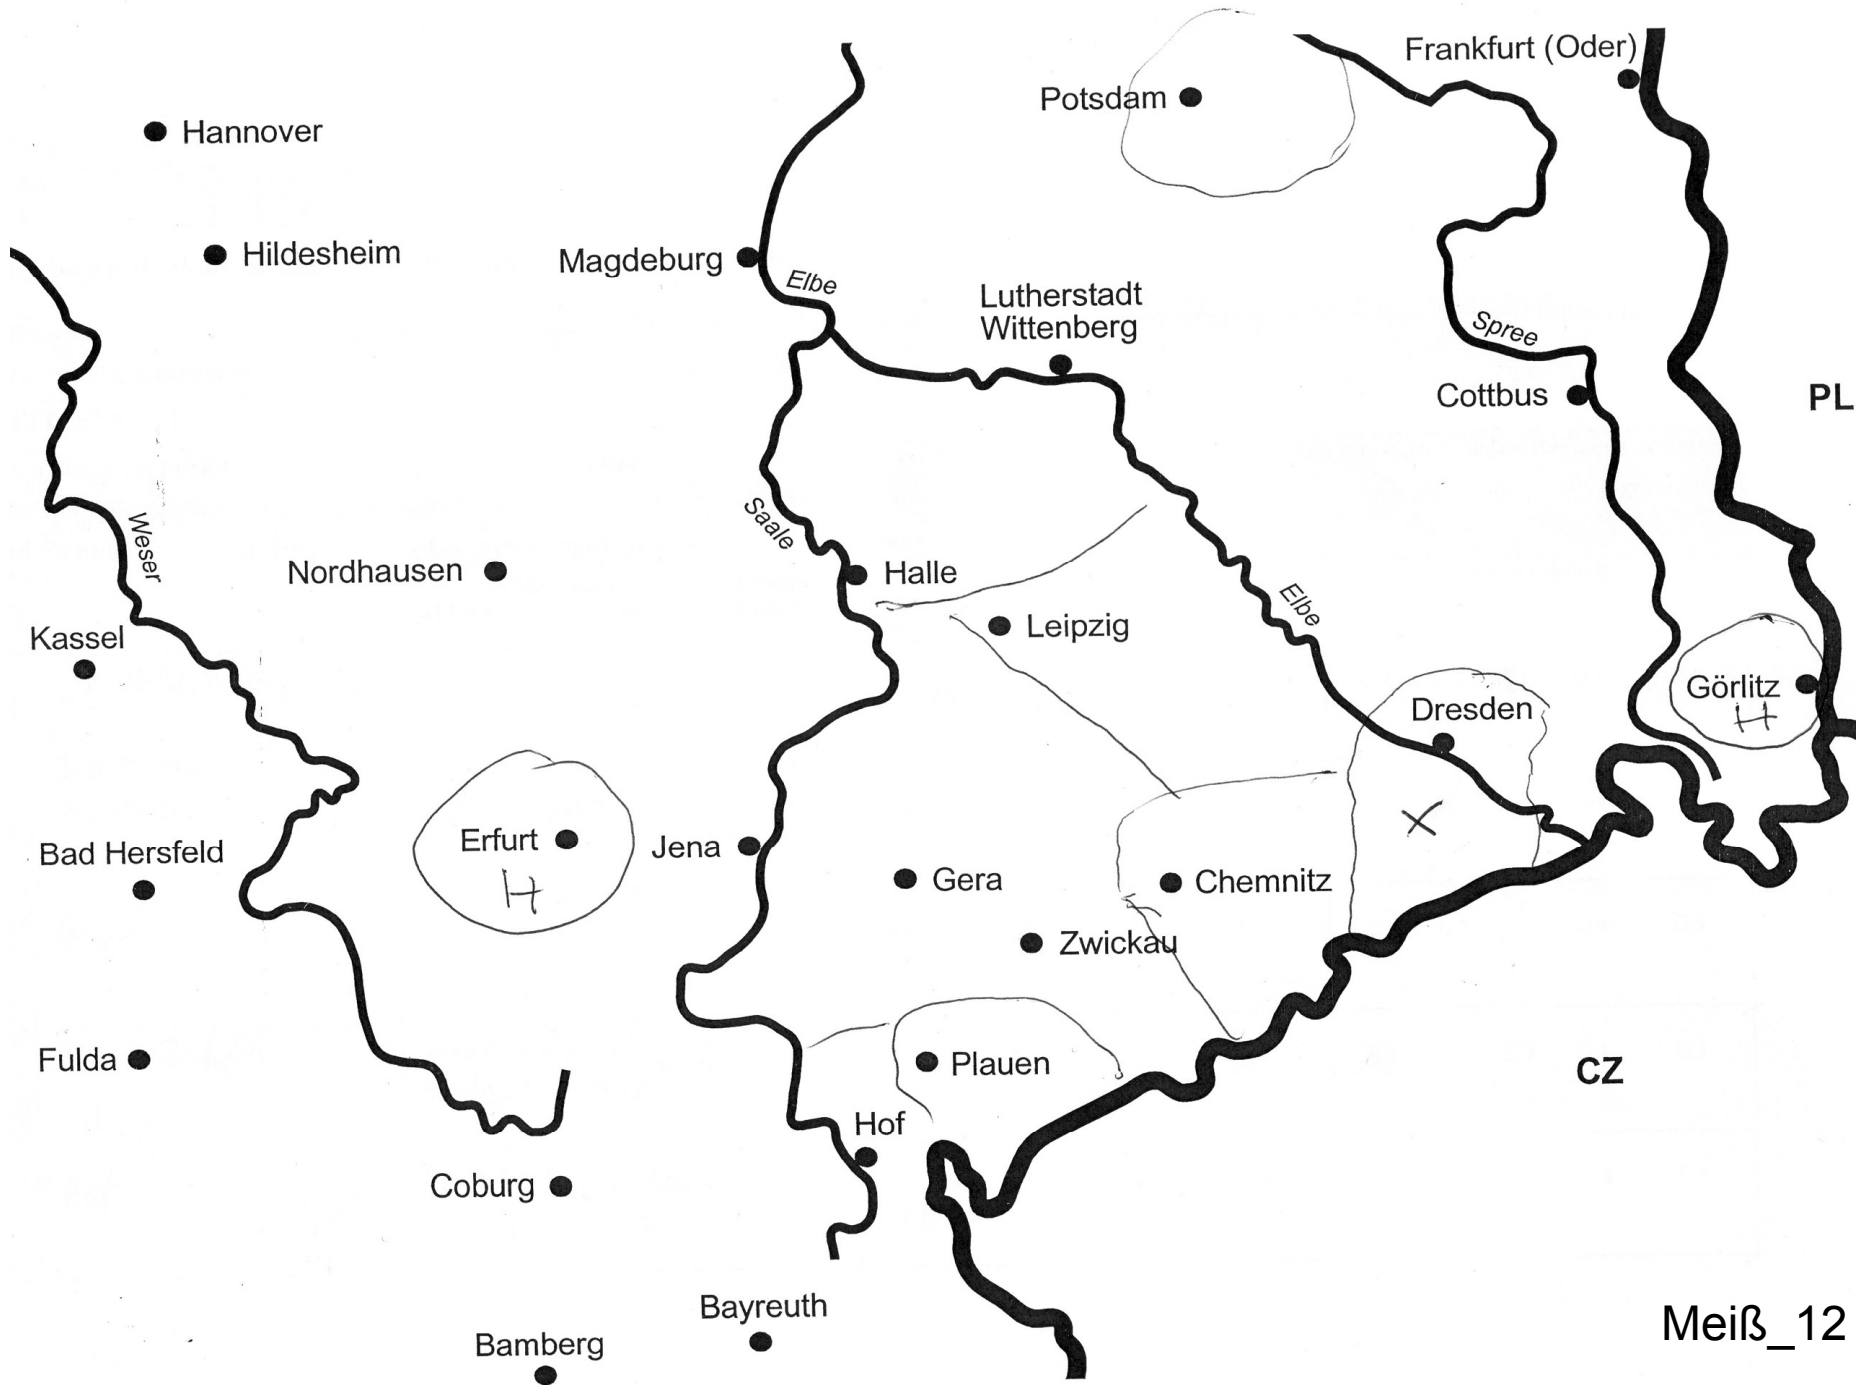 Frankfurt (Oder)
Potsdam
Hannover
Hildesheim
Magdeburg
Elbe
Lutherstadt
Wittenberg
Spree
Cottbus
PL
Saale
Weser
Nordhausen
Halle
Elbe
Leipzig
Kassel
Görlitz
H
Dresden
X
Erfurt
H
Jena
Bad Hersfeld
Gera
Chemnitz
Zwickau
Fulda
Plauen
CZ
Hof
Coburg
Bayreuth
Bamberg
Meiß_12